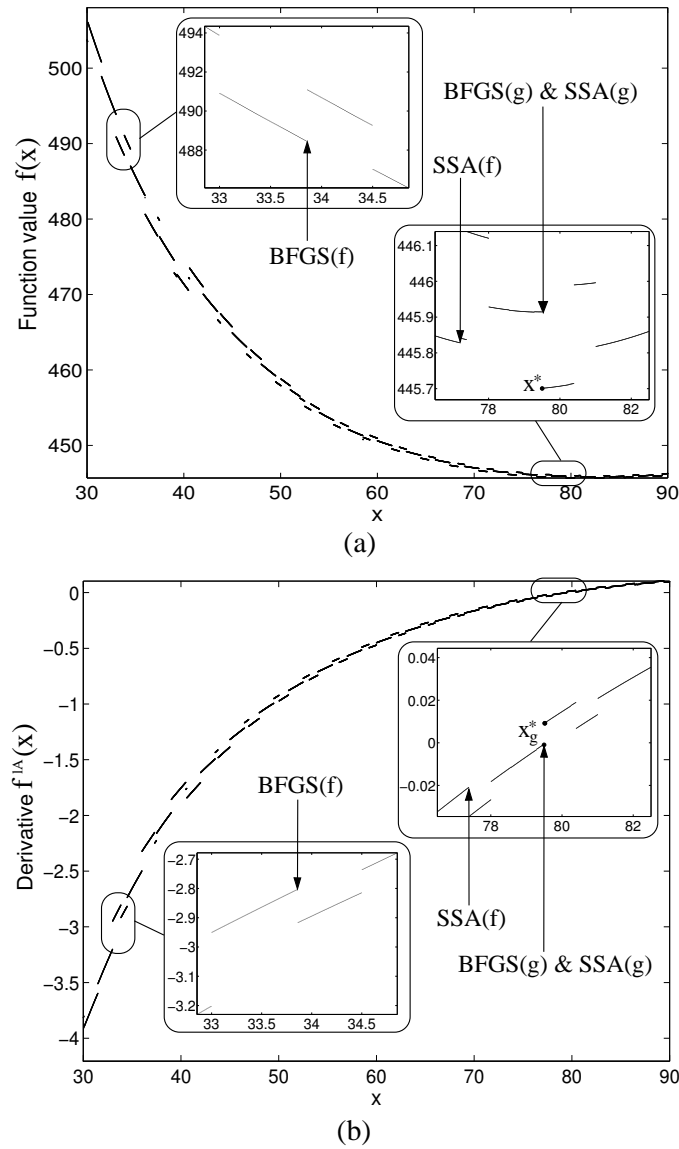 500
490
480
470
460
450
30 40 50 60 70 80 90
Function value f(x)
x
494
492
490
488
33 33.5 34 34.5
BFGS(f)
BFGS(g) & SSA(g)
SSA(f)
446.1
446
445.9
445.8
445.7
x*
78 80 82
(a)
0
−0.5
−1
−1.5
−2
−2.5
−3
−3.5
−4
30 40 50 60 70 80 90
Derivative f^IA(x)
x
0.04
0.02
0
−0.02
x*g
78 80 82
BFGS(f)
−2.7
−2.8
−2.9
−3
−3.1
−3.2
33 33.5 34 34.5
SSA(f)
BFGS(g) & SSA(g)
(b)